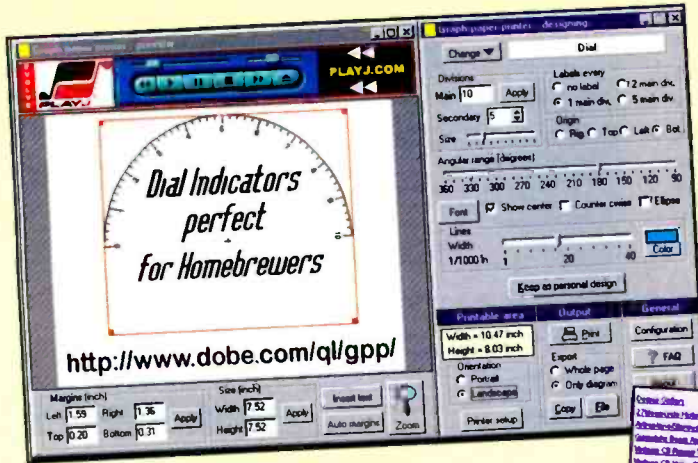 Graph paper printer - designing
EVOLVE
PLAYJ
PLAYJ.COM
Dial Indicators
perfect
for Homebrewers
http://www.dobe.com/ql/gpp/
Margins (inch)
Left 1.59 Right 1.36 Apply
Top 0.20 Bottom 0.31
Size (inch)
Width 7.52 Apply
Height 7.52
Insert text
Auto margins
Zoom
Change
Dial
Divisions
Main 10 Apply
Secondary 5
Size
Labels every
no label 2 main div.
1 main div. 5 main div.
Origin
Rig Top Left Bot.
Angular range (degrees)
360 330 300 270 240 210 180 150 120 90
Font Show center Counter cwise Ellipse
Lines
Width
1/1000 in 1 20 40 Color
Keep as personal design
Printable area
Width = 10.47 inch
Height = 8.03 inch
Orientation
Portrait
Landscape
Printer setup
Output
Print
Export
Whole page
Only diagram
Copy File
General
Configuration
? FAQ
About